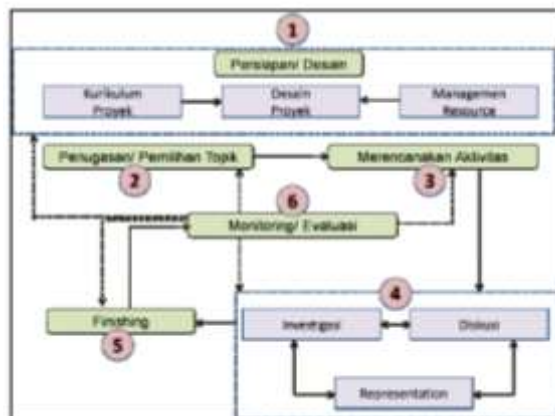 1
Persiapan/ Desain
Kurikulum
Proyek
Desain
Proyek
Managemen
Resource
Penugasan/ Pemilihan Topik
Merencanakan Aktivitas
2
3
6
Monitoring/ Evaluasi
4
Finishing
5
Investigasi
Diskusi
Representation